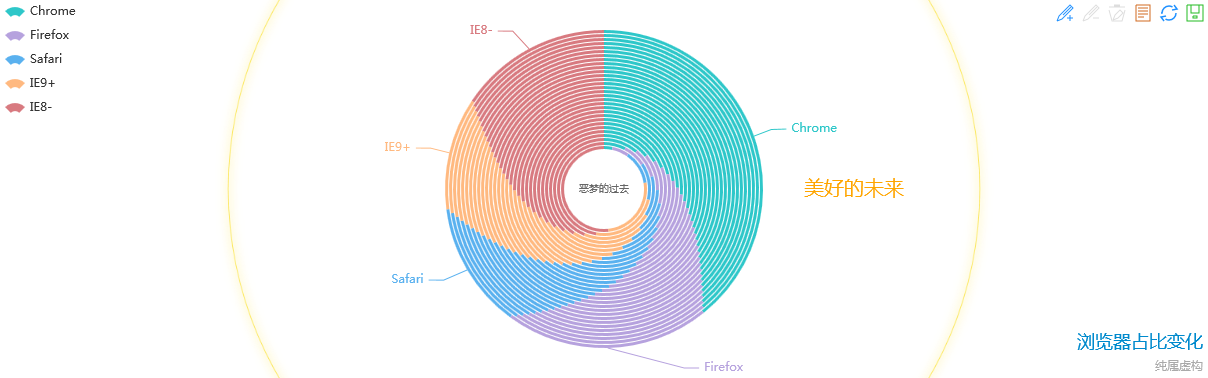 Chrome
Firefox
Safari
IE9+
IE8-
IE8-
Chrome
IE9+
恶梦的过去
美好的未来
Safari
Firefox
浏览器占比变化
纯属虚构